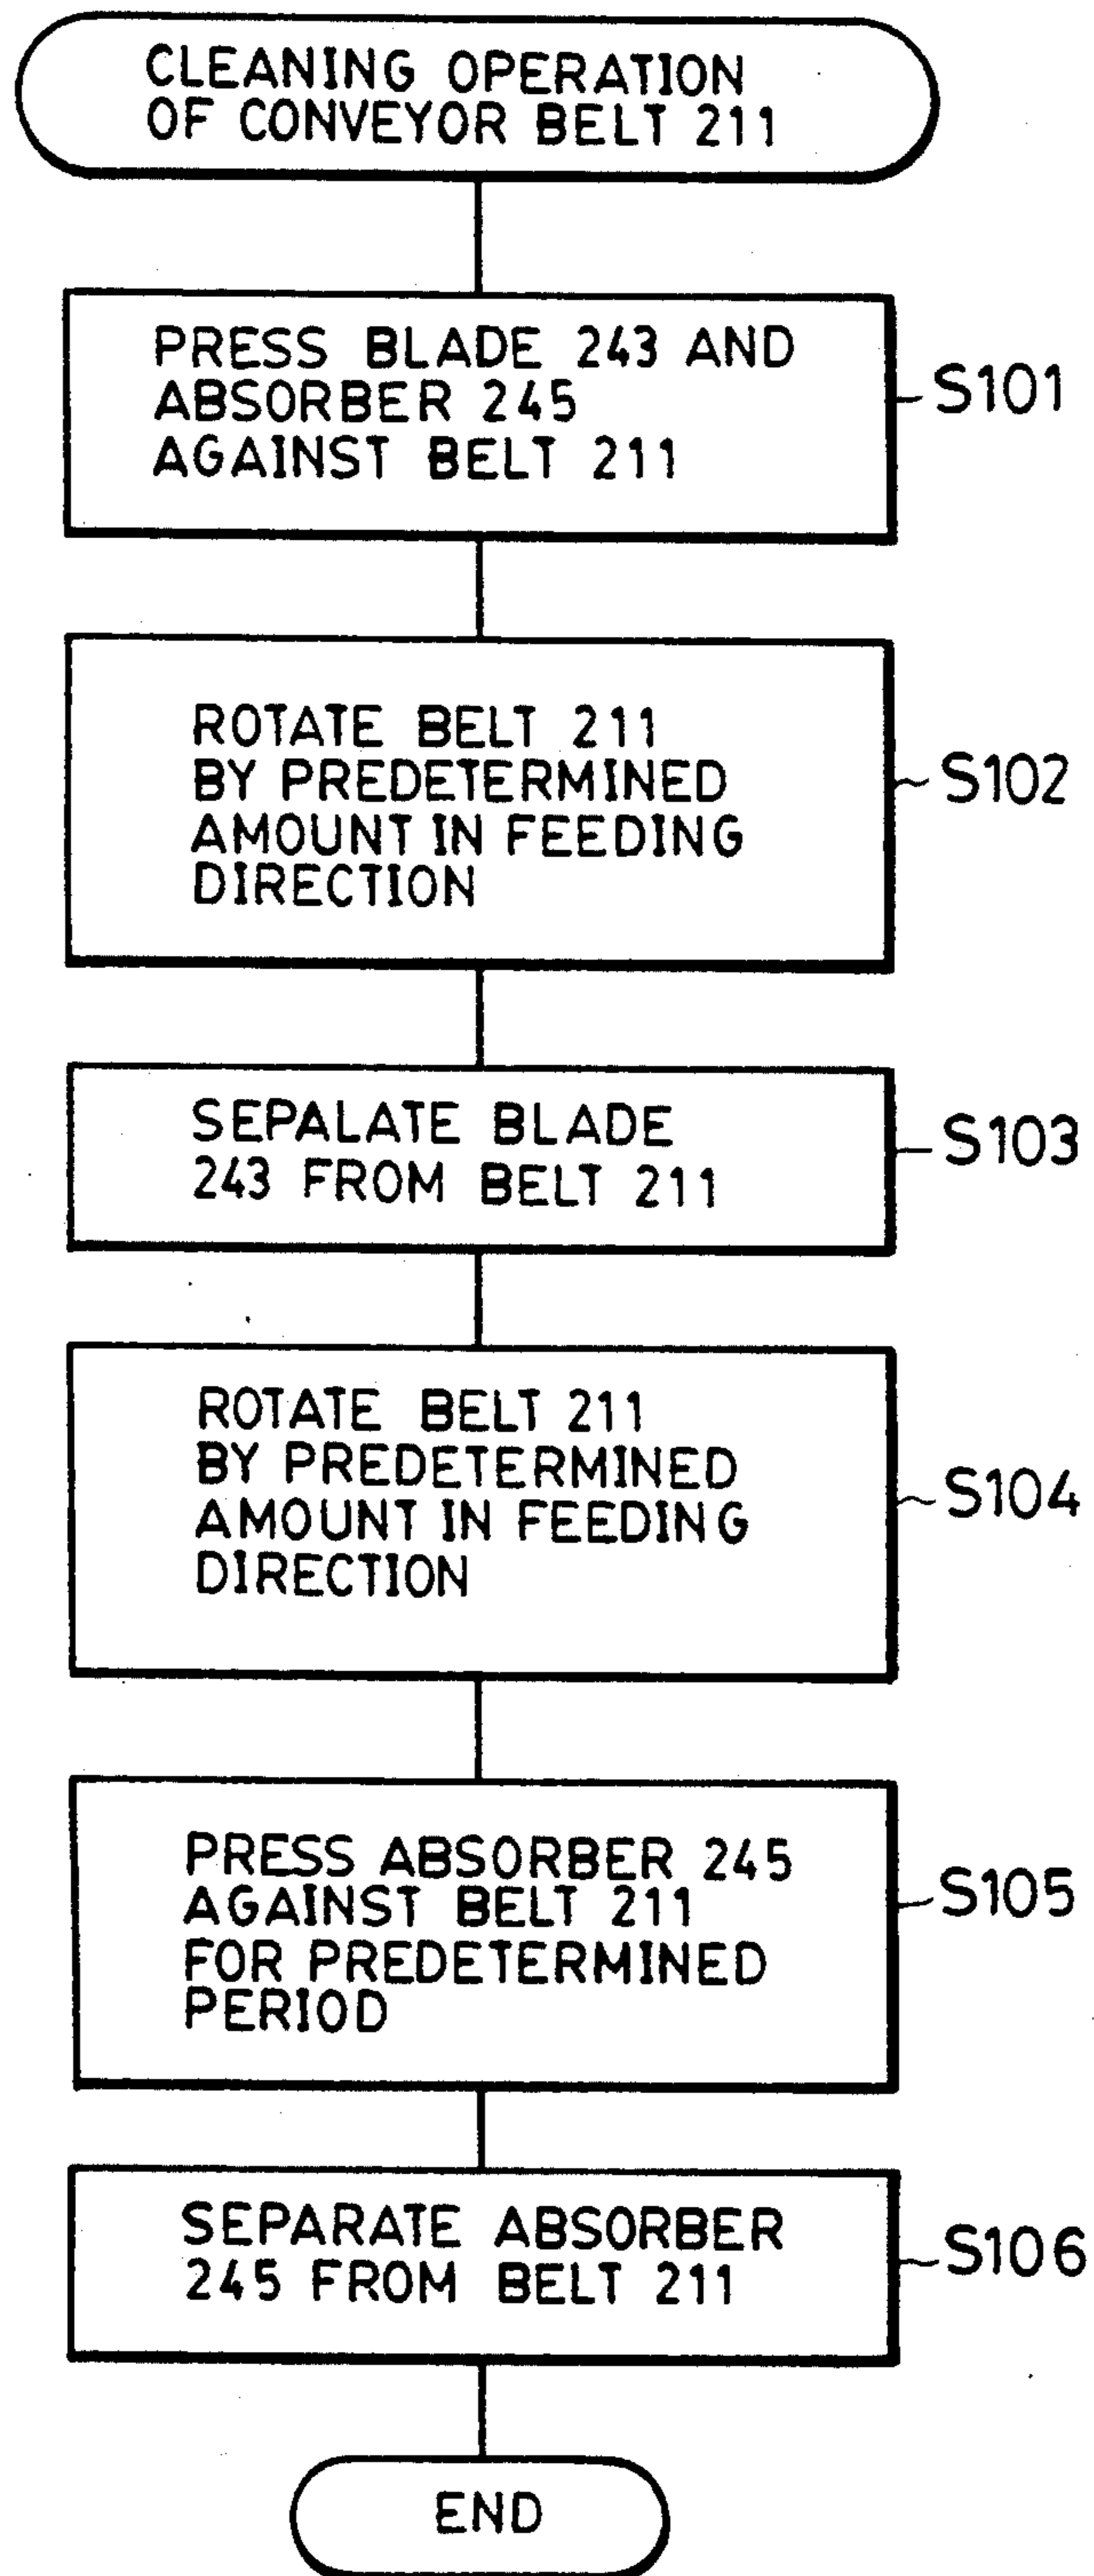 CLEANING OPERATION
OF CONVEYOR BELT 211
PRESS BLADE 243 AND
ABSORBER 245
AGAINST BELT 211
S101
ROTATE BELT 211
BY PREDETERMINED
AMOUNT IN FEEDING
DIRECTION
S102
SEPALATE BLADE
243 FROM BELT 211
S103
ROTATE BELT 211
BY PREDETERMINED
AMOUNT IN FEEDING
DIRECTION
S104
PRESS ABSORBER 245
AGAINST BELT 211
FOR PREDETERMINED
PERIOD
S105
SEPARATE ABSORBER
245 FROM BELT 211
S106
END